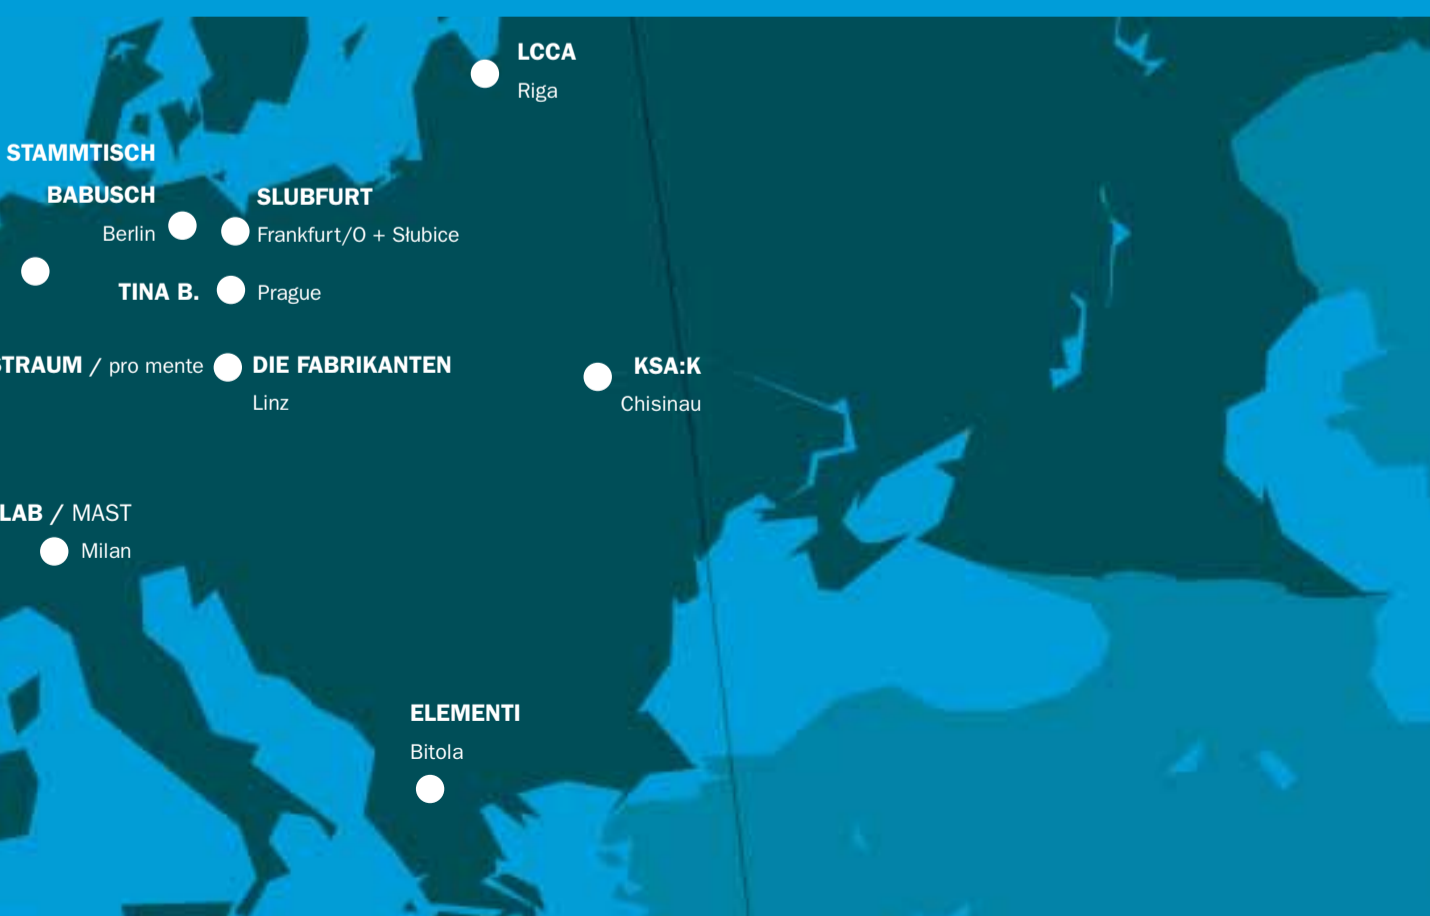 LCCA
Riga
STAMMTISCH
BABUSCH
Berlin
SLUBFURT
Frankfurt/O + Słubice
TINA B.
Prague
STRAUM / pro mente
DIE FABRIKANTEN
Linz
KSA:K
Chisinau
LAB / MAST
Milan
ELEMENTI
Bitola